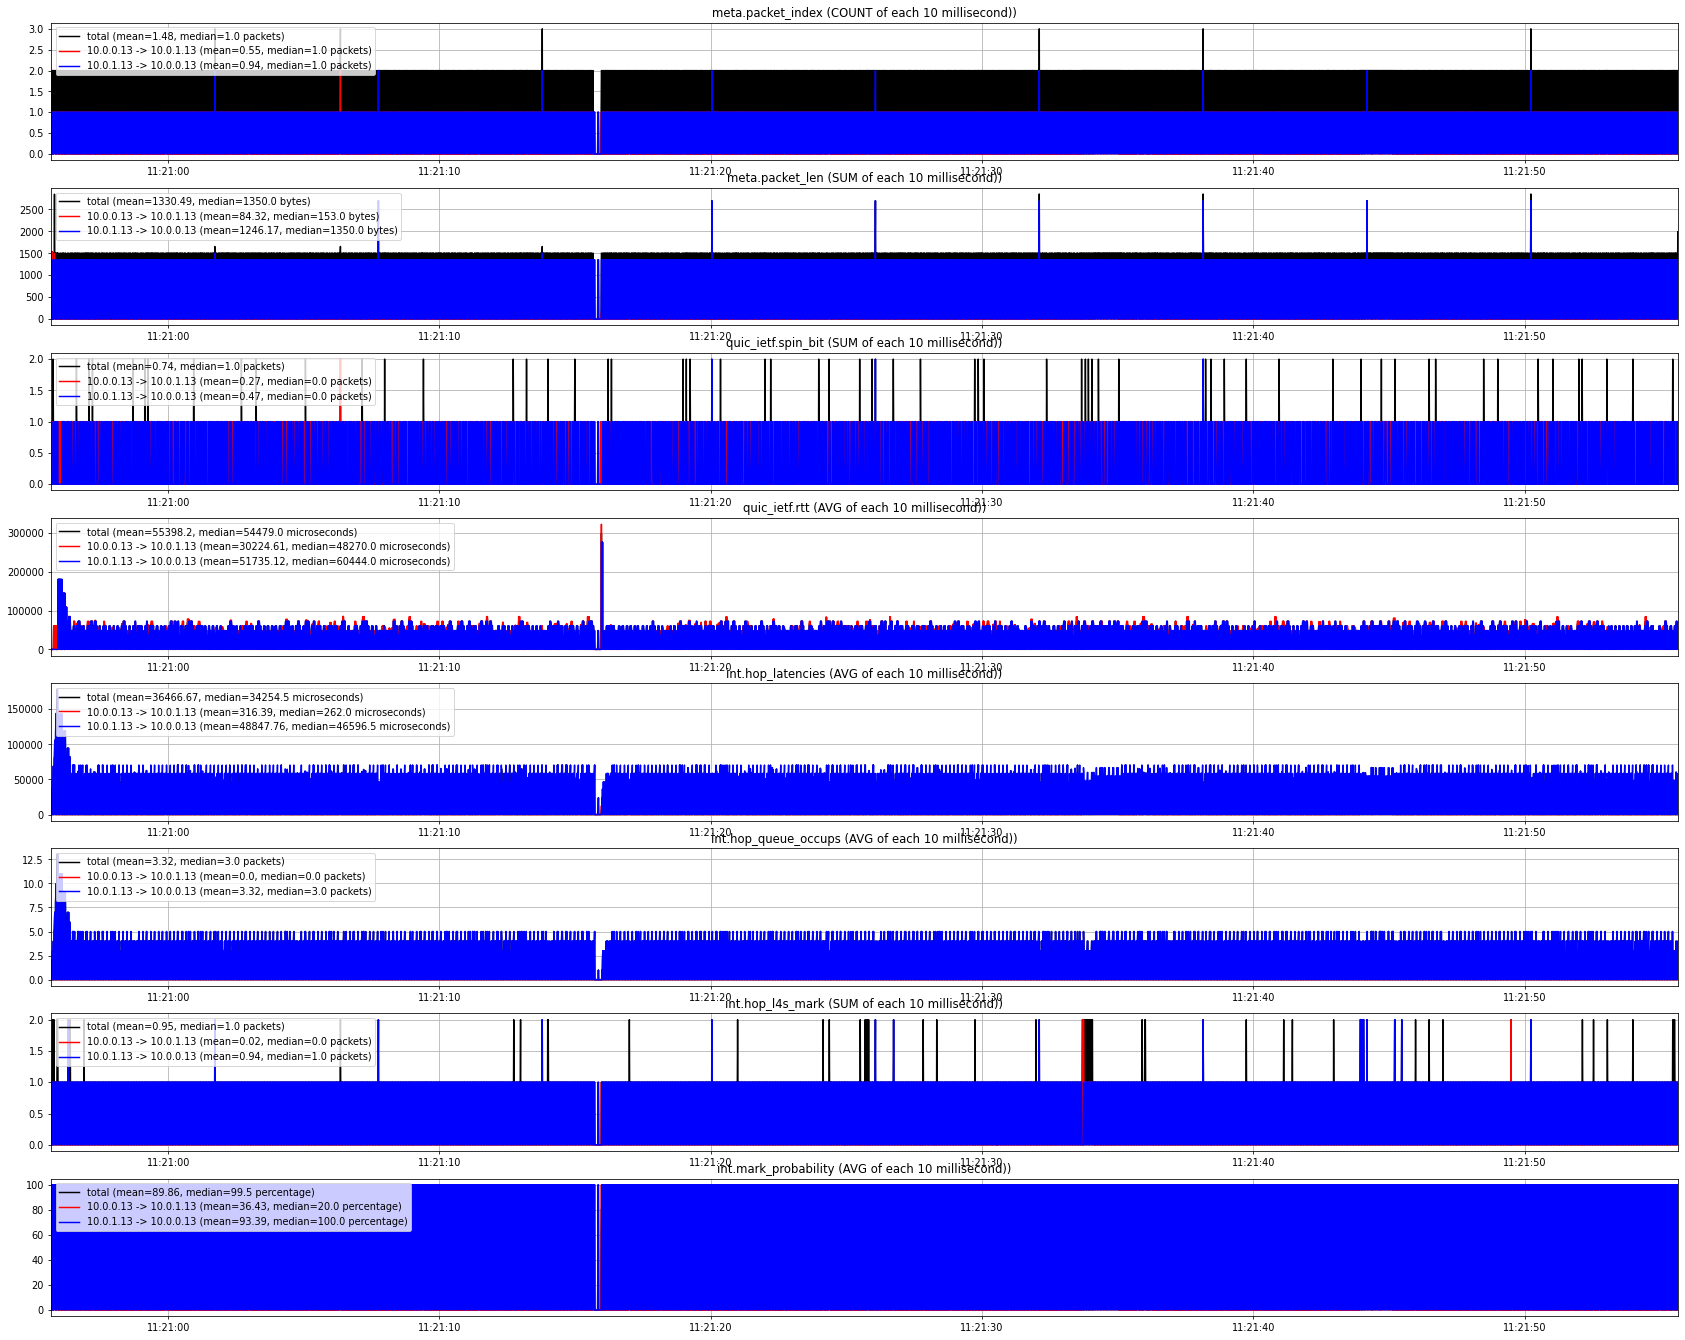 meta.packet_index (COUNT of each 10 millisecond))
3.0
2.5
2.0
1.5
1.0
0.5
0.0
total (mean=1.48, median=1.0 packets)
10.0.0.13 -> 10.0.1.13 (mean=0.55, median=1.0 packets)
10.0.1.13 -> 10.0.0.13 (mean=0.94, median=1.0 packets)
11:21:00 11:21:10 11:21:20 11:21:30 11:21:40 11:21:50
meta.packet_len (SUM of each 10 millisecond))
2500
2000
1500
1000
500
0
total (mean=1330.49, median=1350.0 bytes)
10.0.0.13 -> 10.0.1.13 (mean=84.32, median=153.0 bytes)
10.0.1.13 -> 10.0.0.13 (mean=1246.17, median=1350.0 bytes)
11:21:00 11:21:10 11:21:20 11:21:30 11:21:40 11:21:50
quic_ietf.spin_bit (SUM of each 10 millisecond))
2.0
1.5
1.0
0.5
0.0
total (mean=0.74, median=1.0 packets)
10.0.0.13 -> 10.0.1.13 (mean=0.27, median=0.0 packets)
10.0.1.13 -> 10.0.0.13 (mean=0.47, median=0.0 packets)
11:21:00 11:21:10 11:21:20 11:21:30 11:21:40 11:21:50
quic_ietf.rtt (AVG of each 10 millisecond))
300000
200000
100000
0
total (mean=55398.2, median=54479.0 microseconds)
10.0.0.13 -> 10.0.1.13 (mean=30224.61, median=48270.0 microseconds)
10.0.1.13 -> 10.0.0.13 (mean=51735.12, median=60444.0 microseconds)
11:21:00 11:21:10 11:21:20 11:21:30 11:21:40 11:21:50
int.hop_latencies (AVG of each 10 millisecond))
150000
100000
50000
0
total (mean=36466.67, median=34254.5 microseconds)
10.0.0.13 -> 10.0.1.13 (mean=316.39, median=262.0 microseconds)
10.0.1.13 -> 10.0.0.13 (mean=48847.76, median=46596.5 microseconds)
11:21:00 11:21:10 11:21:20 11:21:30 11:21:40 11:21:50
int.hop_queue_occups (AVG of each 10 millisecond))
12.5
10.0
7.5
5.0
2.5
0.0
total (mean=3.32, median=3.0 packets)
10.0.0.13 -> 10.0.1.13 (mean=0.0, median=0.0 packets)
10.0.1.13 -> 10.0.0.13 (mean=3.32, median=3.0 packets)
11:21:00 11:21:10 11:21:20 11:21:30 11:21:40 11:21:50
int.hop_l4s_mark (SUM of each 10 millisecond))
2.0
1.5
1.0
0.5
0.0
total (mean=0.95, median=1.0 packets)
10.0.0.13 -> 10.0.1.13 (mean=0.02, median=0.0 packets)
10.0.1.13 -> 10.0.0.13 (mean=0.94, median=1.0 packets)
11:21:00 11:21:10 11:21:20 11:21:30 11:21:40 11:21:50
int.mark_probability (AVG of each 10 millisecond))
100
80
60
40
20
0
total (mean=89.86, median=99.5 percentage)
10.0.0.13 -> 10.0.1.13 (mean=36.43, median=20.0 percentage)
10.0.1.13 -> 10.0.0.13 (mean=93.39, median=100.0 percentage)
11:21:00 11:21:10 11:21:20 11:21:30 11:21:40 11:21:50